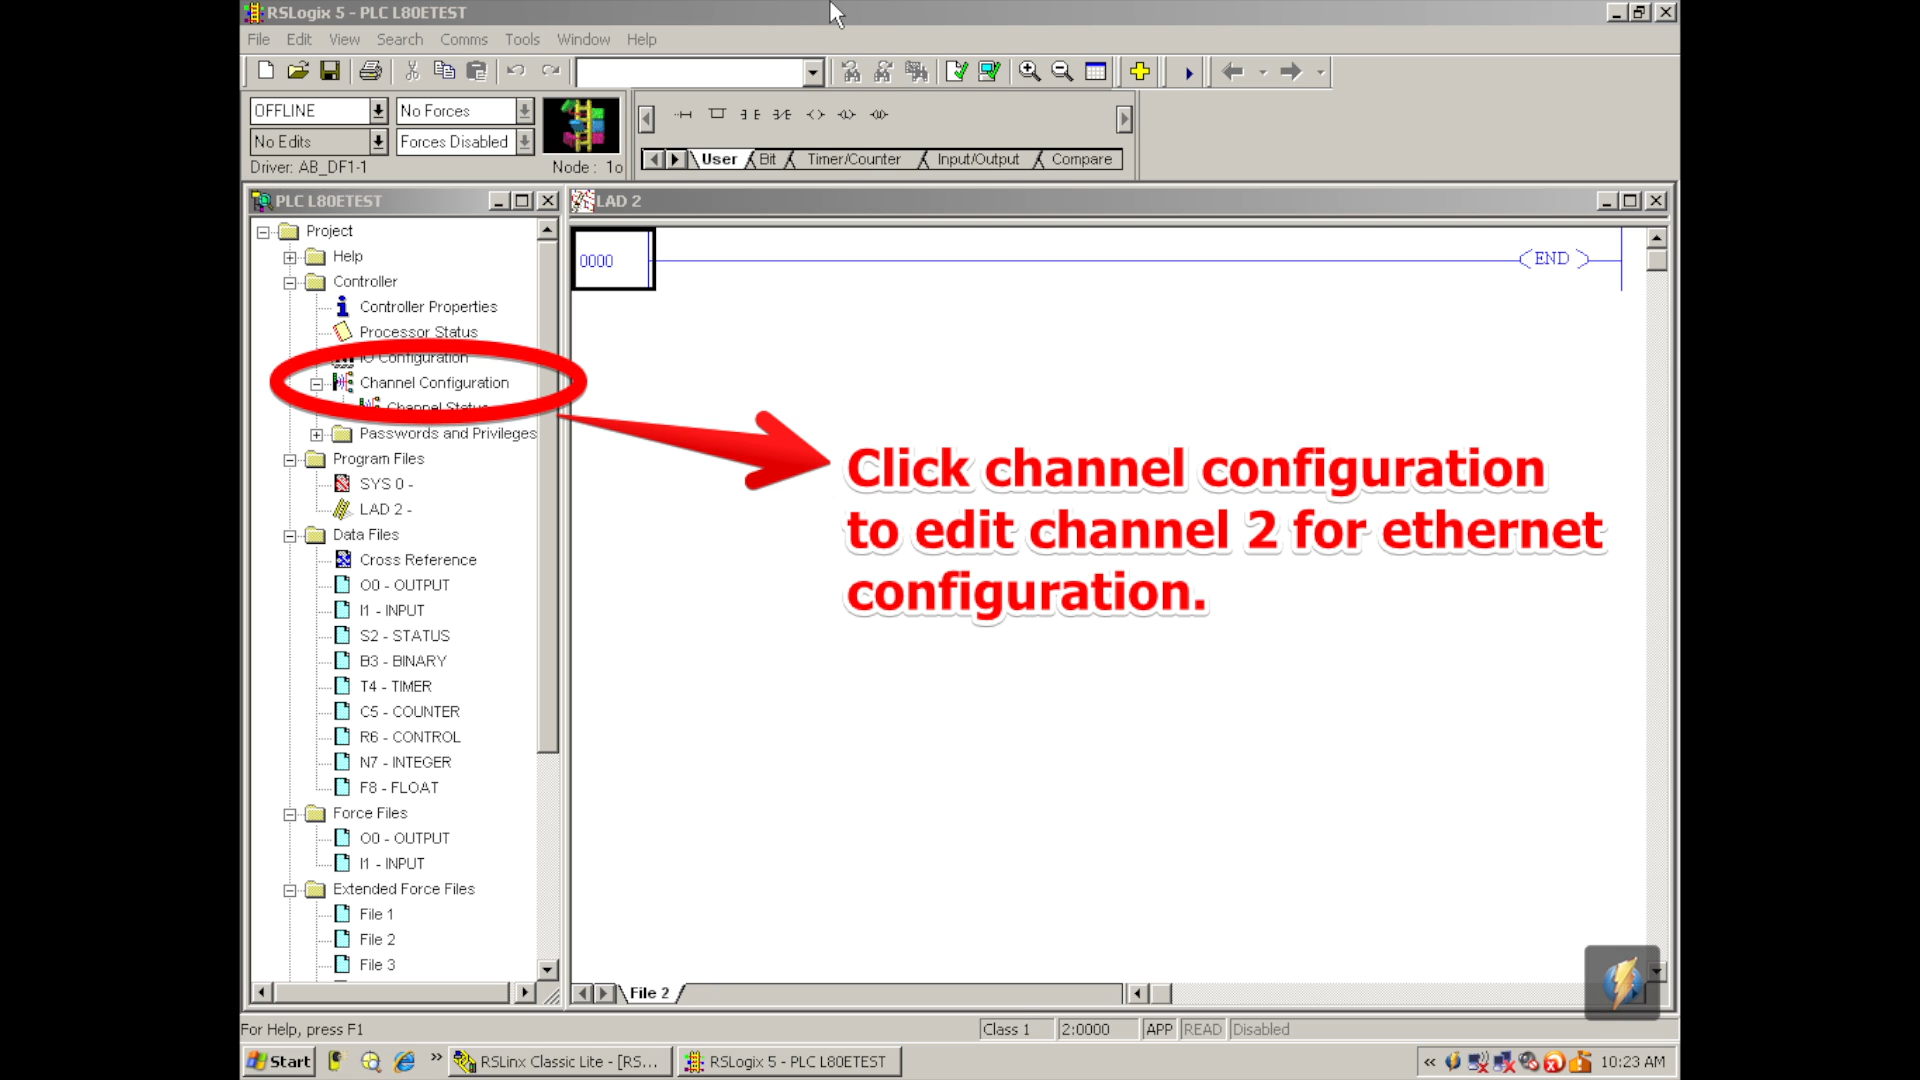 RSLogix 5 - PLC L80ETEST
File Edit View Search Comms Tools Window Help
OFFLINE No Forces
No Edits Forces Disabled
Driver: AB_DF1-1 Node : 1o
User Bit Timer/Counter Input/Output Compare
PLC L80ETEST
Project
Help
Controller
Controller Properties
Processor Status
IO Configuration
Channel Configuration
Channel Status
Passwords and Privileges
Program Files
SYS 0 -
LAD 2 -
Data Files
Cross Reference
O0 - OUTPUT
I1 - INPUT
S2 - STATUS
B3 - BINARY
T4 - TIMER
C5 - COUNTER
R6 - CONTROL
N7 - INTEGER
F8 - FLOAT
Force Files
O0 - OUTPUT
I1 - INPUT
Extended Force Files
File 1
File 2
File 3
LAD 2
0000
END
Click channel configuration
to edit channel 2 for ethernet
configuration.
File 2
For Help, press F1
Class 1 2:0000 APP READ Disabled
Start
RSLinx Classic Lite - [RS...
RSLogix 5 - PLC L80ETEST
10:23 AM